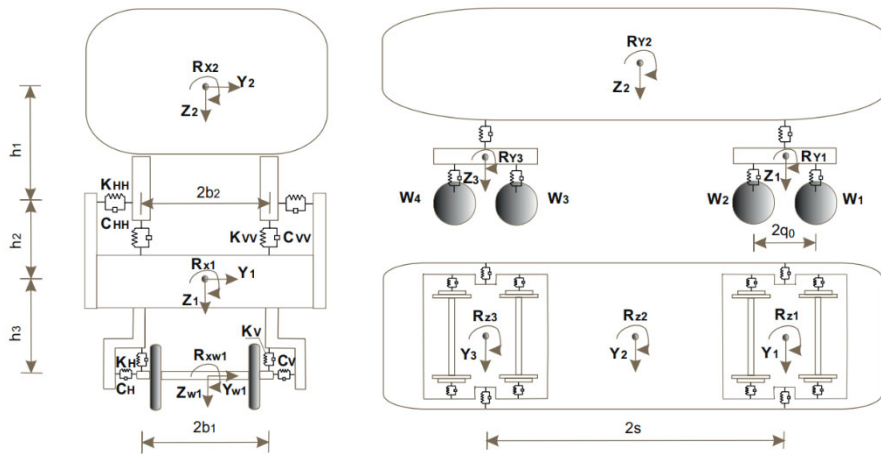 RX2
Y2
Z2
h1
KHH
2b2
CHH
h2
KVV
CVV
RX1
Y1
Z1
h3
KV
KH
RXW1
CV
CH
ZW1
YW1
2b1
RY2
Z2
RY3
Z3
RY1
Z1
W4
W3
W2
W1
2q0
Rz3
Y3
Rz2
Y2
Rz1
Y1
2s